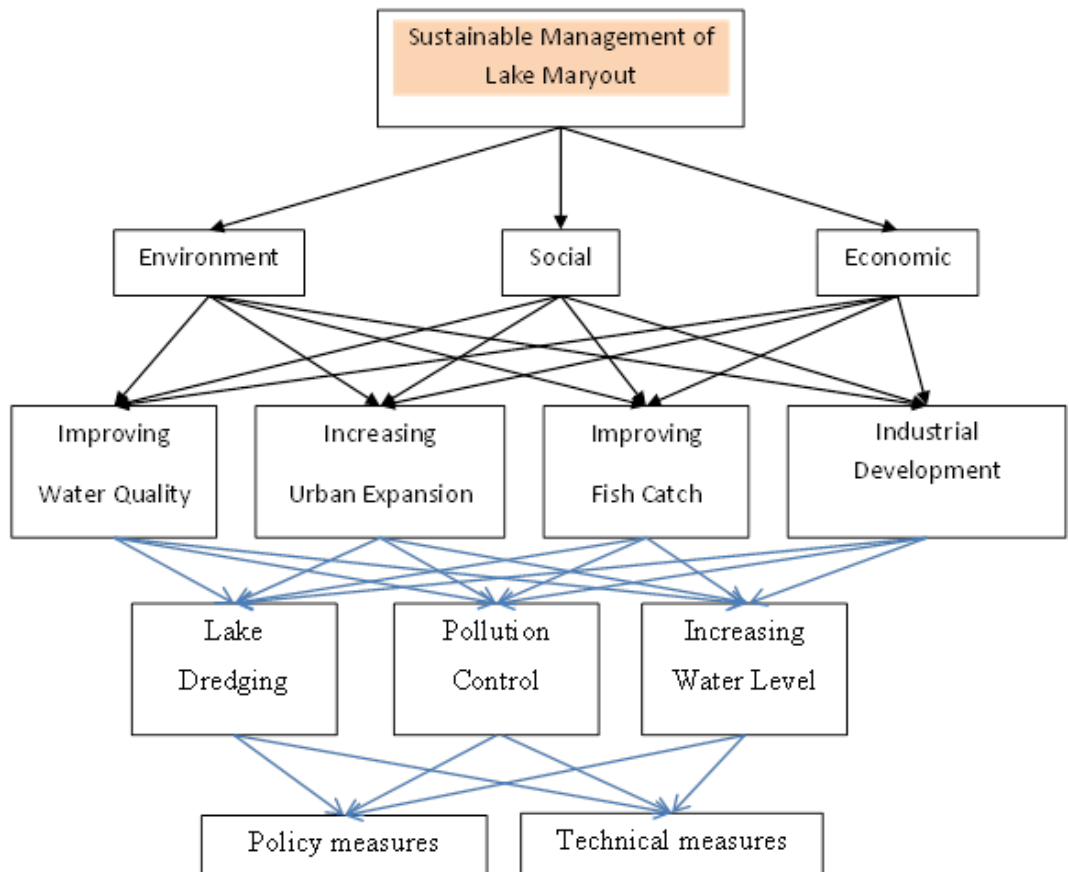 Sustainable Management of
Lake Maryout
Environment
Social
Economic
Improving
Water Quality
Increasing
Urban Expansion
Improving
Fish Catch
Industrial
Development
Lake
Dredging
Pollution
Control
Increasing
Water Level
Policy measures
Technical measures